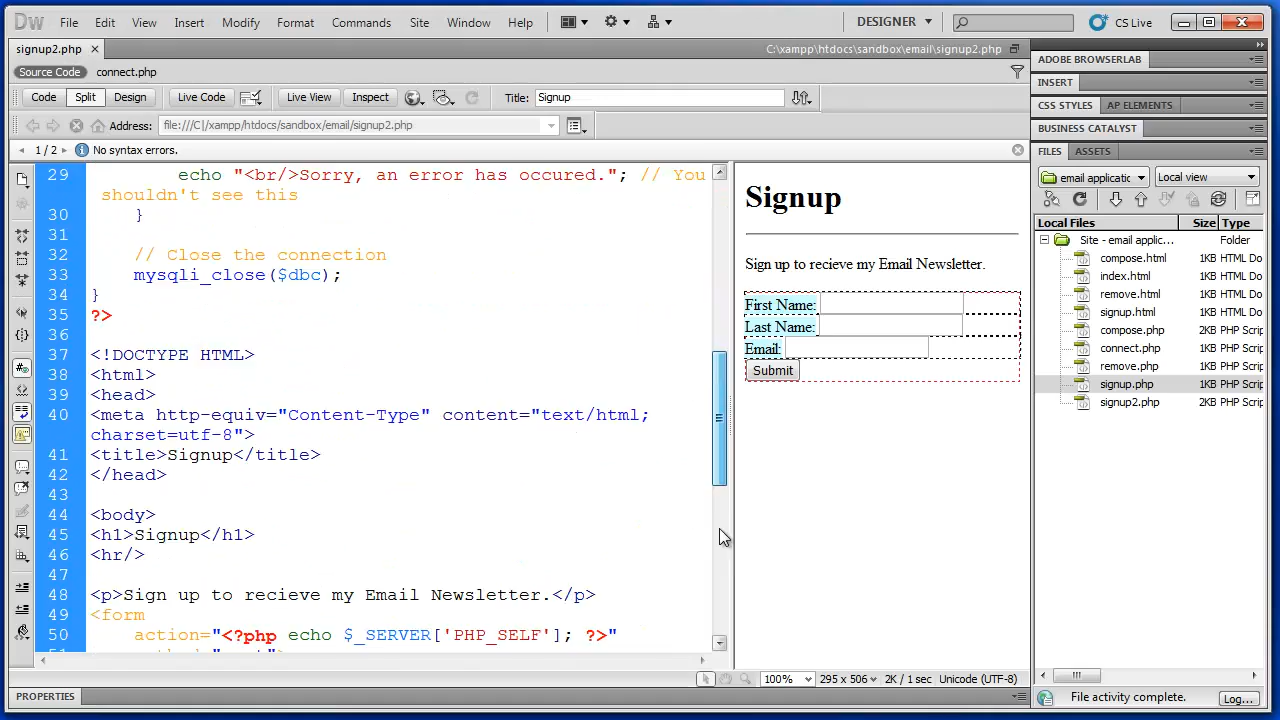 Dw File Edit View Insert Modify Format Commands Site Window Help DESIGNER CS Live
signup2.php C:\xampp\htdocs\sandbox\email\signup2.php
Source Code connect.php
Code Split Design Live Code Live View Inspect Title: Signup
Address: file:///C|/xampp/htdocs/sandbox/email/signup2.php
1 / 2 No syntax errors.
29 echo "<br/>Sorry, an error has occured."; // You
shouldn't see this
30 }
31
32 // Close the connection
33 mysqli_close($dbc);
34 }
35 ?>
36
37 <!DOCTYPE HTML>
38 <html>
39 <head>
40 <meta http-equiv="Content-Type" content="text/html;
charset=utf-8">
41 <title>Signup</title>
42 </head>
43
44 <body>
45 <h1>Signup</h1>
46 <hr/>
47
48 <p>Sign up to recieve my Email Newsletter.</p>
49 <form
50 action="<?php echo $_SERVER['PHP_SELF']; ?>"
Signup
Sign up to recieve my Email Newsletter.
First Name:
Last Name:
Email:
Submit
100% 295 x 506 2K / 1 sec Unicode (UTF-8)
PROPERTIES
ADOBE BROWSERLAB
INSERT
CSS STYLES AP ELEMENTS
BUSINESS CATALYST
FILES ASSETS
email applicatic Local view
Local Files Size Type
Site - email applic... Folder
compose.html 1KB HTML Do
index.html 1KB HTML Do
remove.html 1KB HTML Do
signup.html 1KB HTML Do
compose.php 1KB PHP Scrip
connect.php 1KB PHP Scrip
remove.php 1KB PHP Scrip
signup.php 1KB PHP Scrip
signup2.php 2KB PHP Scrip
File activity complete. Log...